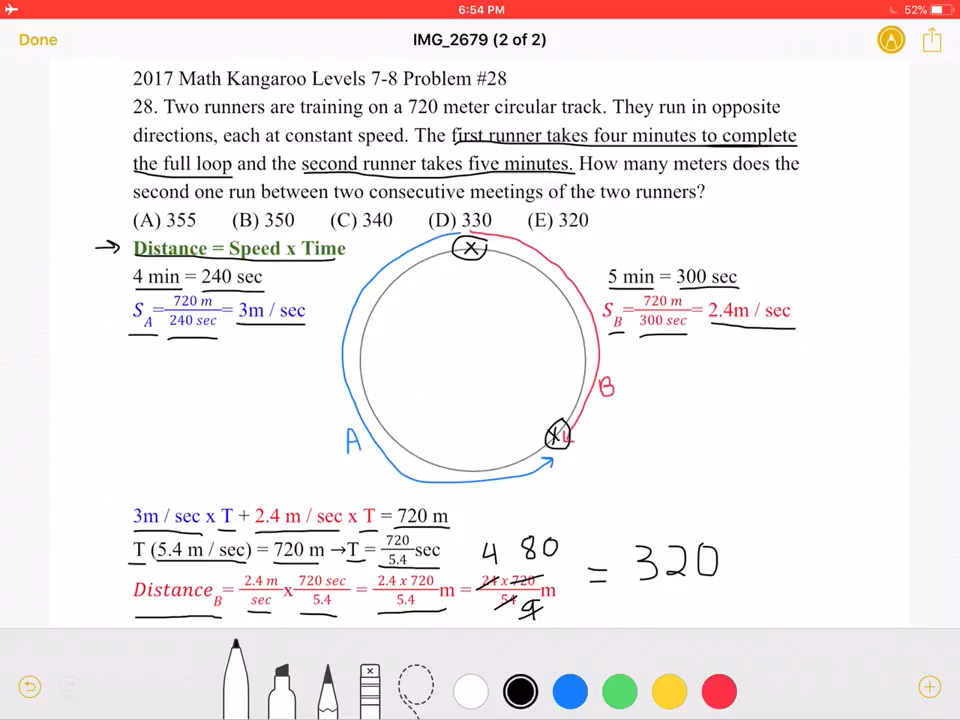 6:54 PM
52%
Done
IMG_2679 (2 of 2)
2017 Math Kangaroo Levels 7-8 Problem #28
28. Two runners are training on a 720 meter circular track. They run in opposite
directions, each at constant speed. The first runner takes four minutes to complete
the full loop and the second runner takes five minutes. How many meters does the
second one run between two consecutive meetings of the two runners?
(A) 355 (B) 350 (C) 340 (D) 330 (E) 320
→ Distance = Speed x Time
4 min = 240 sec
S_A = 720 m / 240 sec = 3m / sec
5 min = 300 sec
S_B = 720 m / 300 sec = 2.4m / sec
X
B
A
X
3m / sec x T + 2.4 m / sec x T = 720 m
T (5.4 m / sec) = 720 m → T = 720 / 5.4 sec
4 80
Distance_B = 2.4 m / sec x 720 sec / 5.4 = 2.4 x 720 / 5.4 m = 24 x 720 / 54 m = 320
9